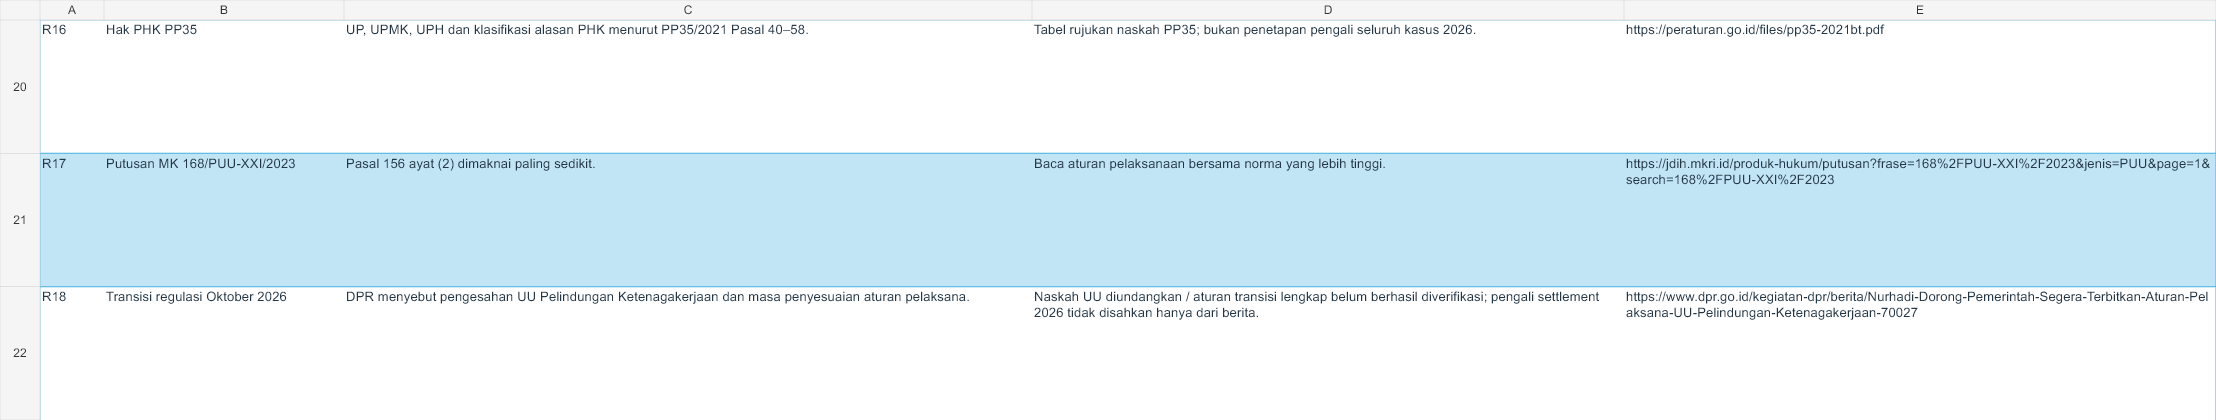 A B C D E
20
R16 Hak PHK PP35 UP, UPMK, UPH dan klasifikasi alasan PHK menurut PP35/2021 Pasal 40–58. Tabel rujukan naskah PP35; bukan penetapan pengali seluruh kasus 2026. https://peraturan.go.id/files/pp35-2021bt.pdf
21
R17 Putusan MK 168/PUU-XXI/2023 Pasal 156 ayat (2) dimaknai paling sedikit. Baca aturan pelaksanaan bersama norma yang lebih tinggi. https://jdih.mkri.id/produk-hukum/putusan?frase=168%2FPUU-XXI%2F2023&jenis=PUU&page=1&
search=168%2FPUU-XXI%2F2023
22
R18 Transisi regulasi Oktober 2026 DPR menyebut pengesahan UU Pelindungan Ketenagakerjaan dan masa penyesuaian aturan pelaksana. Naskah UU diundangkan / aturan transisi lengkap belum berhasil diverifikasi; pengali settlement
2026 tidak disahkan hanya dari berita.
https://www.dpr.go.id/kegiatan-dpr/berita/Nurhadi-Dorong-Pemerintah-Segera-Terbitkan-Aturan-Pel
aksana-UU-Pelindungan-Ketenagakerjaan-70027